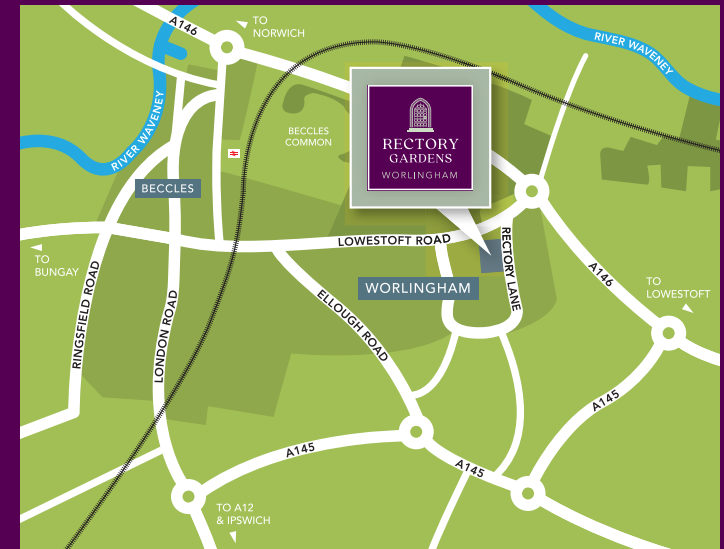 A146
TO
NORWICH
RIVER WAVENEY
RIVER WAVENEY
BECCLES
COMMON
RECTORY
GARDENS
WORLINGHAM
BECCLES
LOWESTOFT ROAD
RECTORY LANE
TO
BUNGAY
WORLINGHAM
A146
TO
LOWESTOFT
RINGSFIELD ROAD
LONDON ROAD
ELLOUGH ROAD
A145
A145
A145
TO A12
& IPSWICH